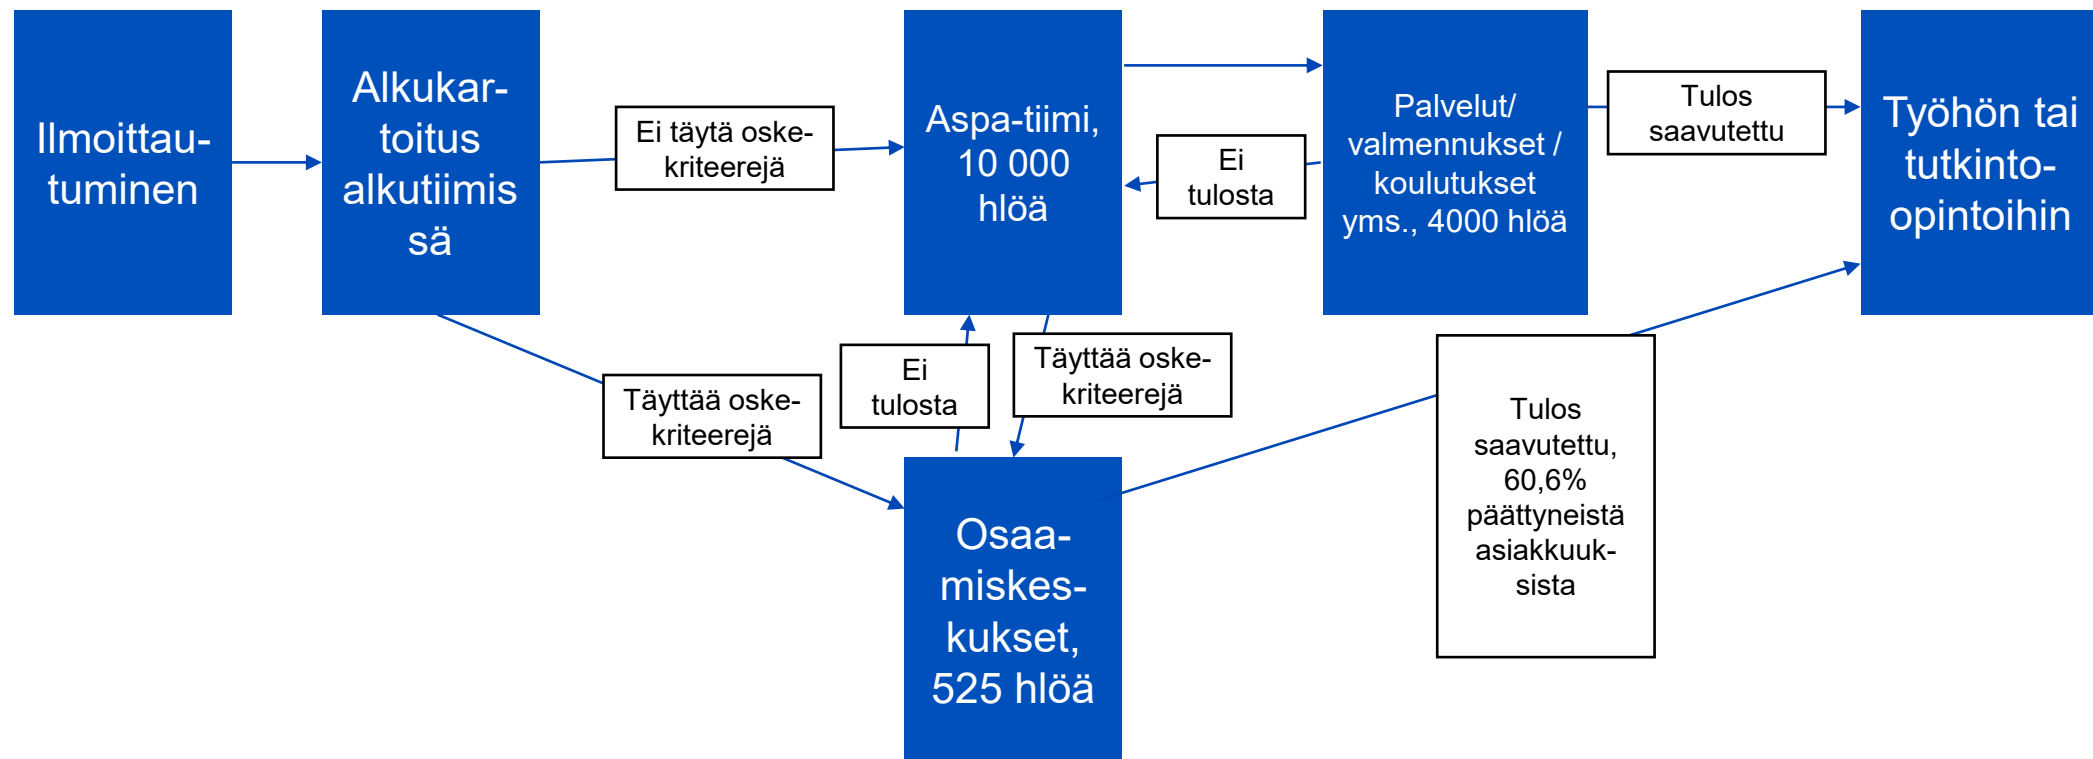 Ilmoittau-
tuminen
Alkukar-
toitus
alkutiimis
sä
Ei täytä oske-
kriteerejä
Aspa-tiimi,
10 000
hlöä
Ei
tulosta
Palvelut/
valmennukset /
koulutukset
yms., 4000 hlöä
Tulos
saavutettu
Työhön tai
tutkinto-
opintoihin
Täyttää oske-
kriteerejä
Ei
tulosta
Täyttää oske-
kriteerejä
Osaa-
miskes-
kukset,
525 hlöä
Tulos
saavutettu,
60,6%
päättyneistä
asiakkuuk-
sista